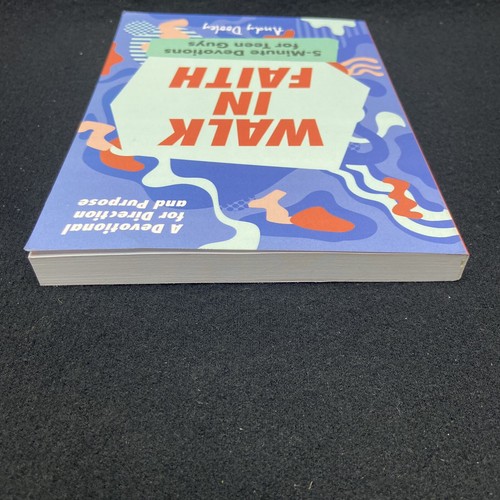 A Devotional
for Direction
and Purpose
WALK
IN
FAITH
5-Minute Devotions
for Teen Guys
Andy Dooley